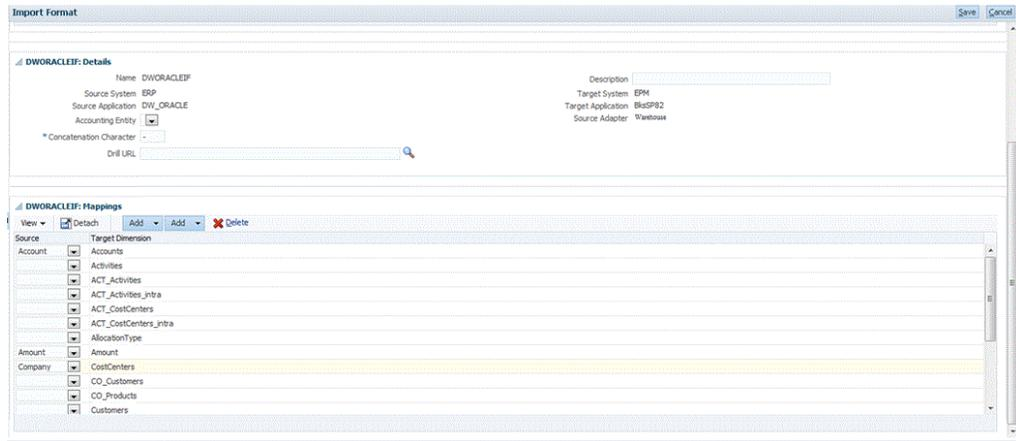 Import Format
Save Cancel
DWORACLEIF: Details
Name DWORACLEIF
Description
Source System ERP
Target System EPM
Source Application DW_ORACLE
Target Application BksSP82
Accounting Entity
Source Adapter Warehouse
* Concatenation Character -
Drill URL
DWORACLEIF: Mappings
View Detach Add Add Delete
Source Target Dimension
Account Accounts
Activities
ACT_Activities
ACT_Activities_intra
ACT_CostCenters
ACT_CostCenters_intra
AllocationType
Amount Amount
Company CostCenters
CO_Customers
CO_Products
Customers